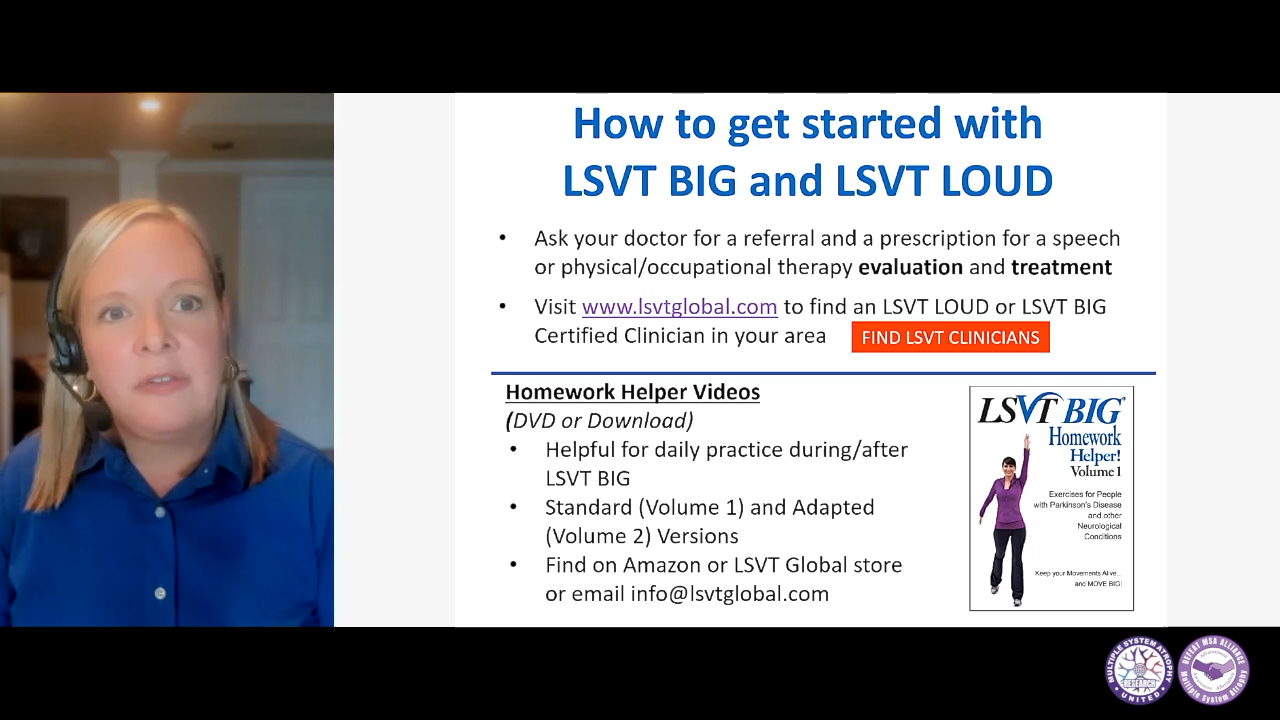 How to get started with
LSVT BIG and LSVT LOUD
• Ask your doctor for a referral and a prescription for a speech
or physical/occupational therapy evaluation and treatment
• Visit www.lsvtglobal.com to find an LSVT LOUD or LSVT BIG
Certified Clinician in your area FIND LSVT CLINICIANS
Homework Helper Videos
(DVD or Download)
• Helpful for daily practice during/after
LSVT BIG
• Standard (Volume 1) and Adapted
(Volume 2) Versions
• Find on Amazon or LSVT Global store
or email info@lsvtglobal.com
LSVT BIG®
Homework
Helper!
Volume 1
Exercises for People
with Parkinson's Disease
and other
Neurological
Conditions
Keep your Movements Alive...
and MOVE BIG!
MULTIPLE SYSTEM ATROPHY
RESEARCH
UNITED
DEFEAT MSA ALLIANCE
Multiple System Atrophy